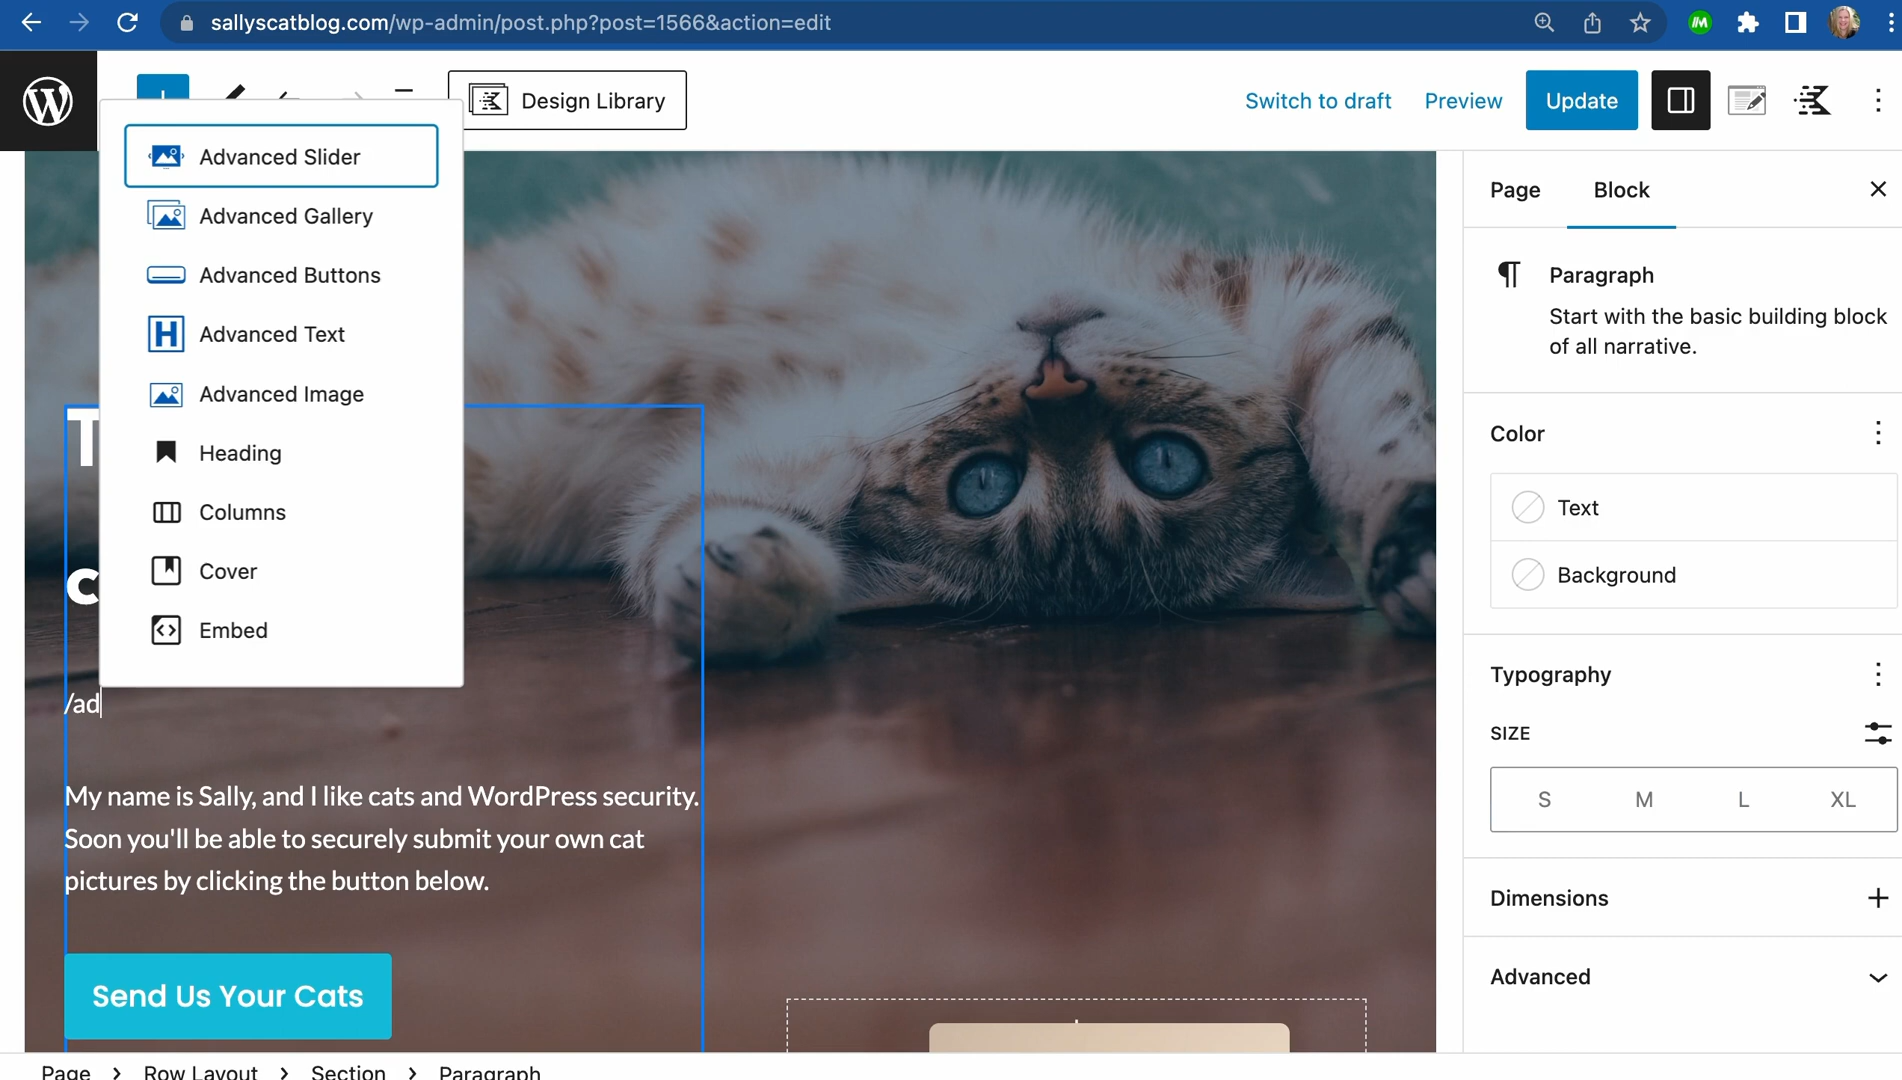 sallyscatblog.com/wp-admin/post.php?post=1566&action=edit
Design Library
Switch to draft
Preview
Update
Advanced Slider
Advanced Gallery
Advanced Buttons
Advanced Text
Advanced Image
Heading
Columns
Cover
Embed
T
c
/ad
My name is Sally, and I like cats and WordPress security.
Soon you'll be able to securely submit your own cat
pictures by clicking the button below.
Send Us Your Cats
Page
Block
Paragraph
Start with the basic building block
of all narrative.
Color
Text
Background
Typography
SIZE
S M L XL
Dimensions
Advanced
Page > Row Layout > Section > Paragraph